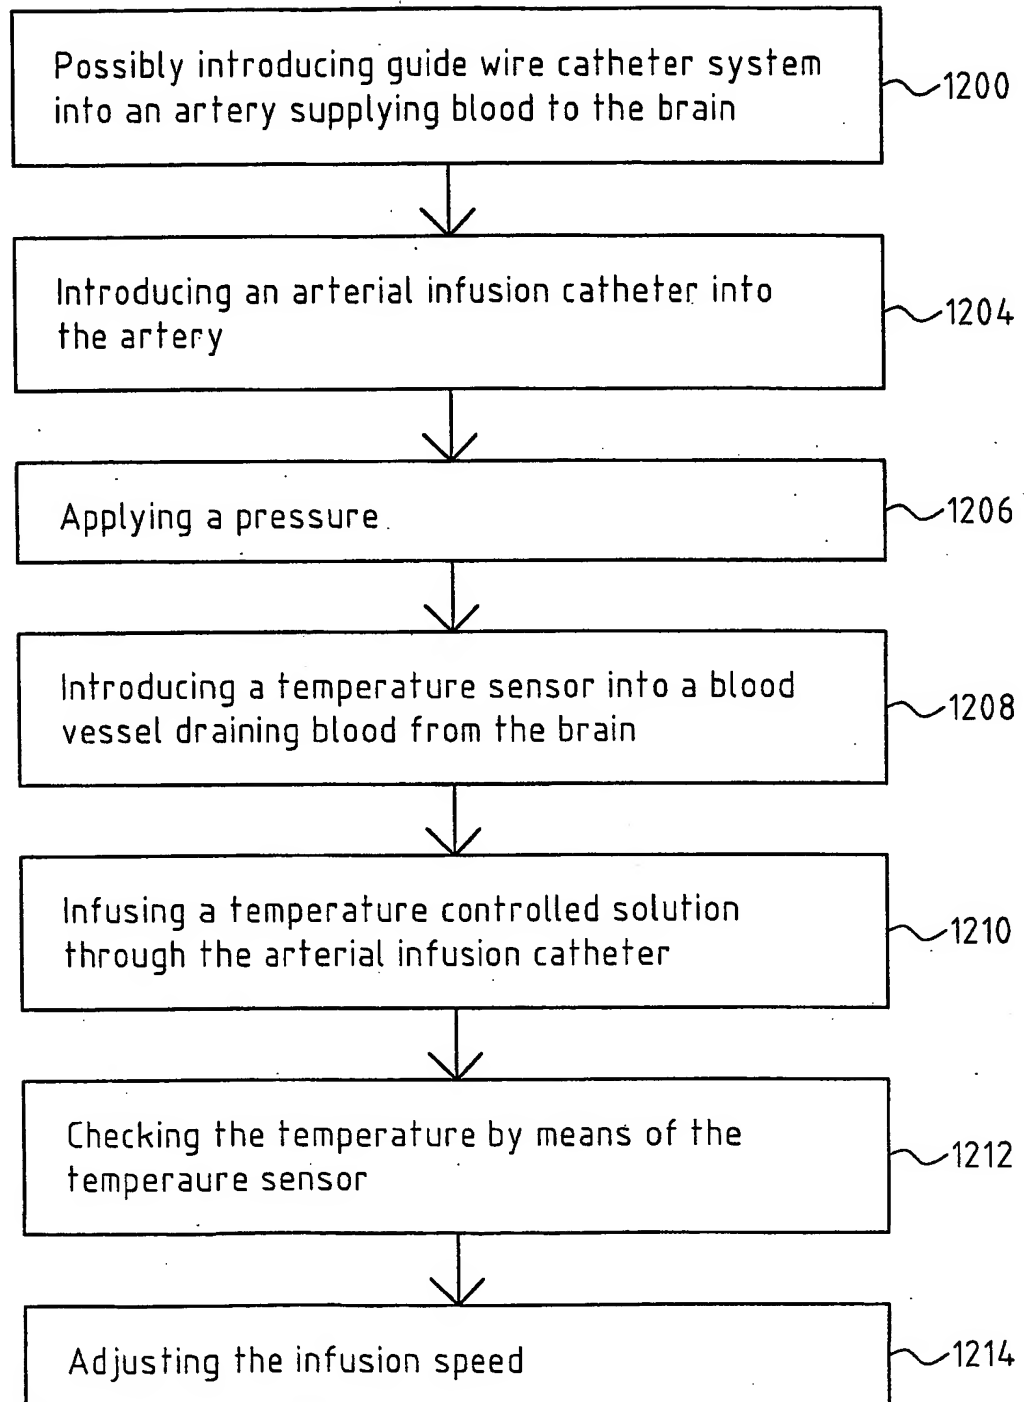 Possibly introducing guide wire catheter system
into an artery supplying blood to the brain
1200
Introducing an arterial infusion catheter into
the artery
1204
Applying a pressure
1206
Introducing a temperature sensor into a blood
vessel draining blood from the brain
1208
Infusing a temperature controlled solution
through the arterial infusion catheter
1210
Checking the temperature by means of the
temperaure sensor
1212
Adjusting the infusion speed
1214